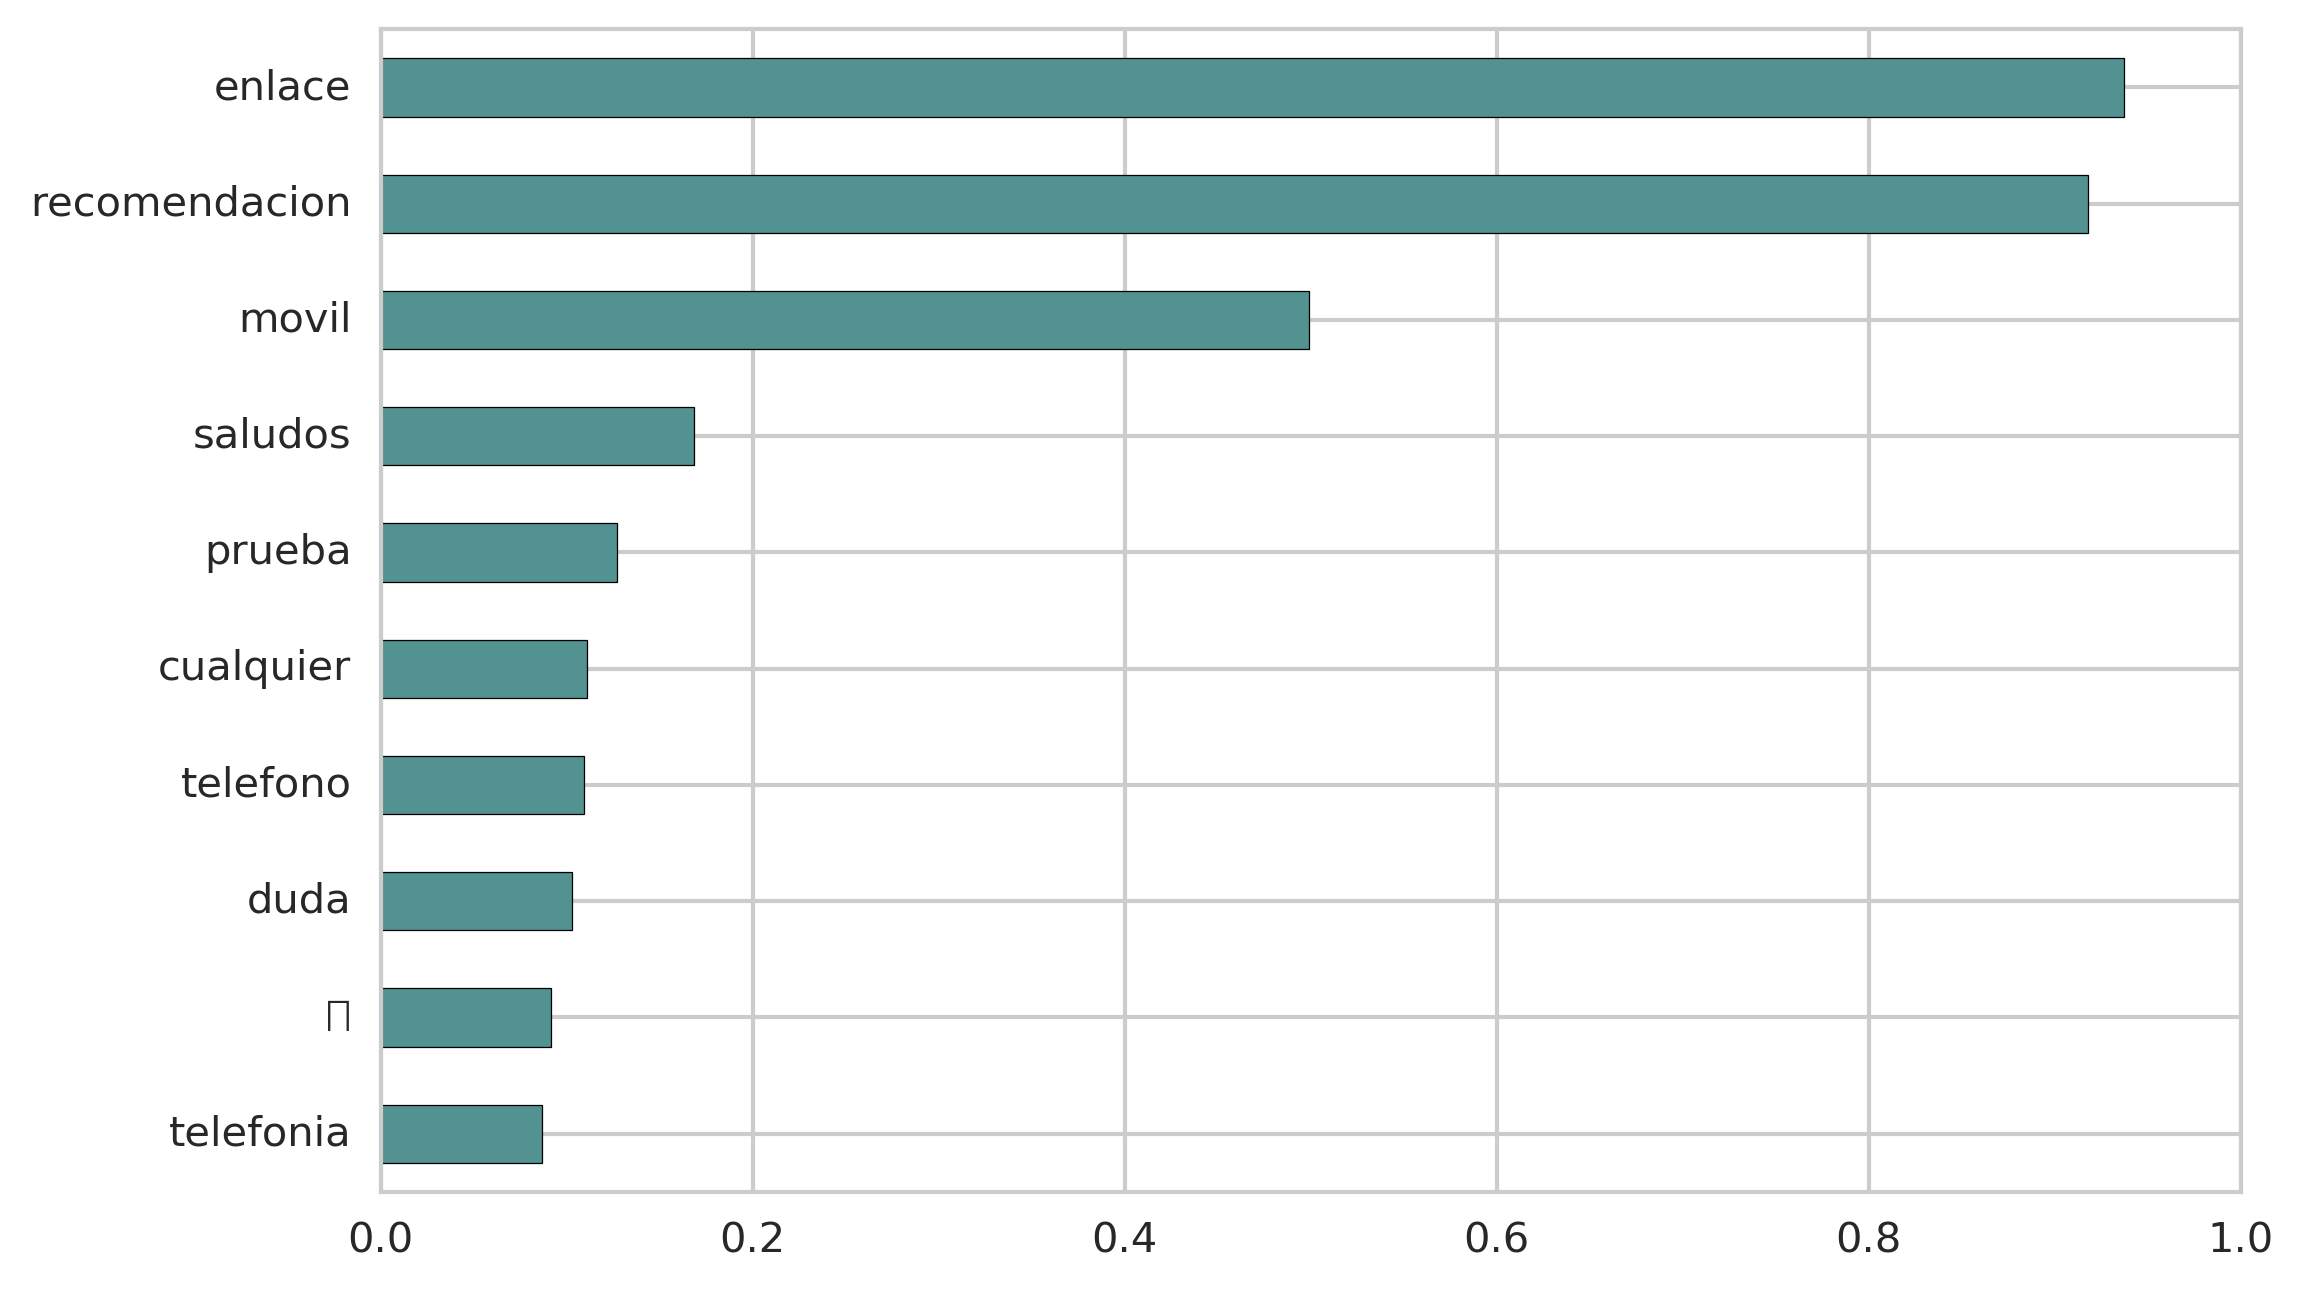 enlace
recomendacion
movil
saludos
prueba
cualquier
telefono
duda
telefonia
0.0 0.2 0.4 0.6 0.8 1.0